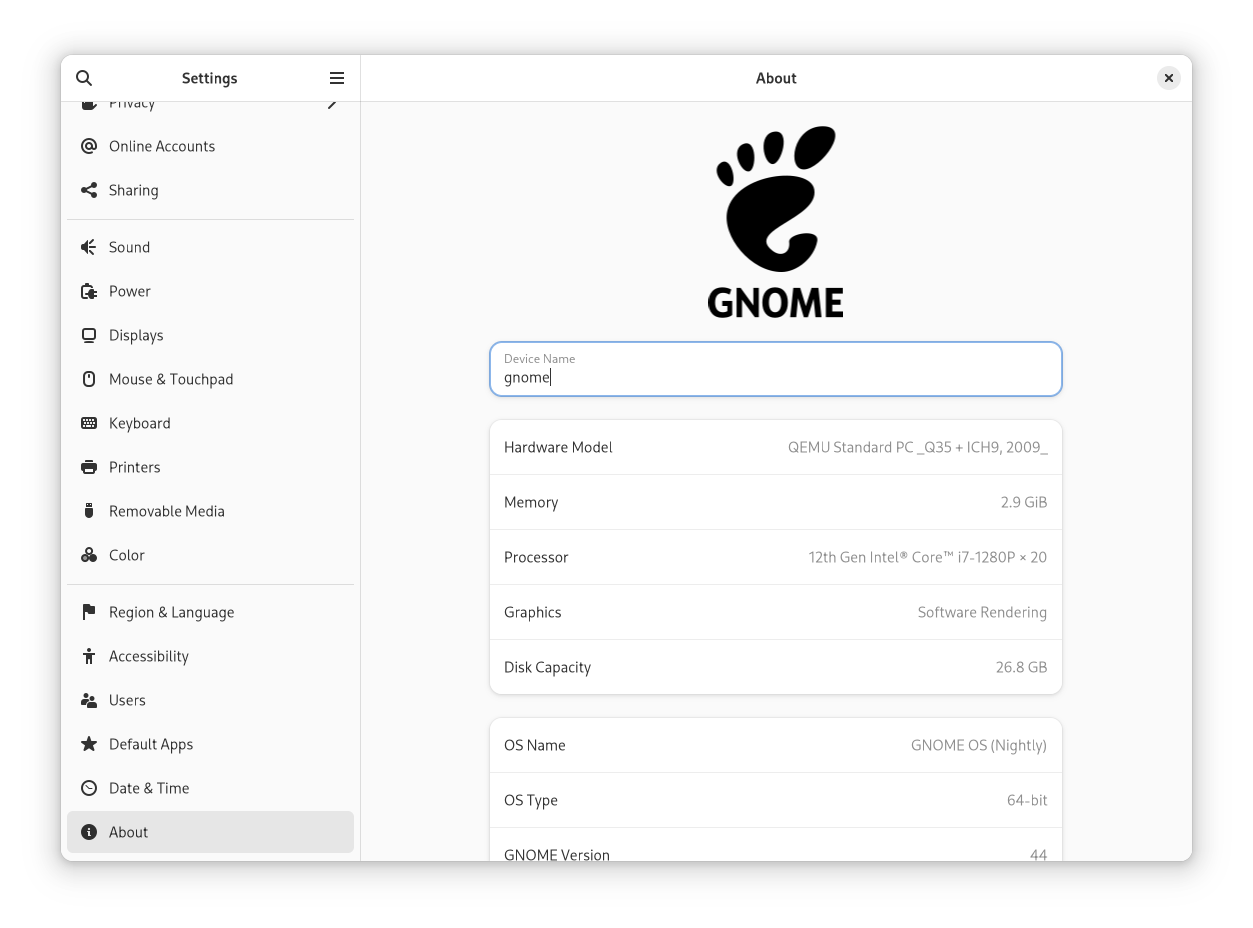 Settings
About
Privacy
Online Accounts
Sharing
Sound
Power
Displays
Mouse & Touchpad
Keyboard
Printers
Removable Media
Color
Region & Language
Accessibility
Users
Default Apps
Date & Time
About
GNOME
Device Name
gnome
Hardware Model QEMU Standard PC _Q35 + ICH9, 2009_
Memory 2.9 GiB
Processor 12th Gen Intel® Core™ i7-1280P × 20
Graphics Software Rendering
Disk Capacity 26.8 GB
OS Name GNOME OS (Nightly)
OS Type 64-bit
GNOME Version 44